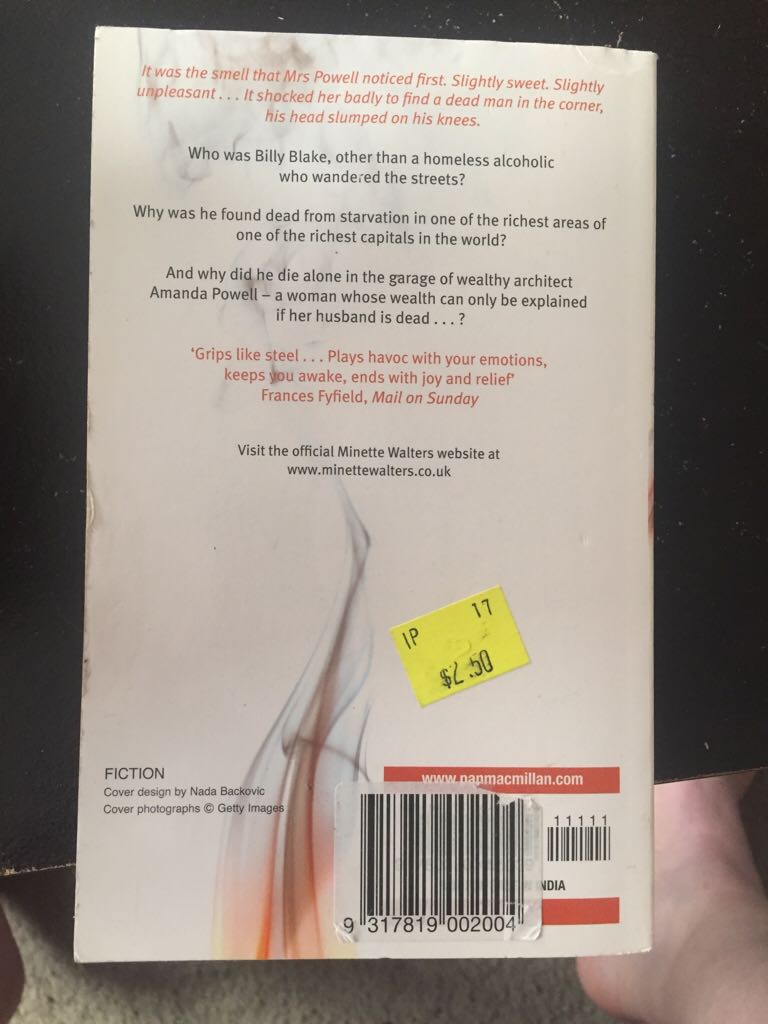 It was the smell that Mrs Powell noticed first. Slightly sweet. Slightly
unpleasant . . . It shocked her badly to find a dead man in the corner,
his head slumped on his knees.
Who was Billy Blake, other than a homeless alcoholic
who wandered the streets?
Why was he found dead from starvation in one of the richest areas of
one of the richest capitals in the world?
And why did he die alone in the garage of wealthy architect
Amanda Powell – a woman whose wealth can only be explained
if her husband is dead . . . ?
‘Grips like steel . . . Plays havoc with your emotions,
keeps you awake, ends with joy and relief’
Frances Fyfield, Mail on Sunday
Visit the official Minette Walters website at
www.minettewalters.co.uk
IP 17
$2.50
FICTION
Cover design by Nada Backovic
Cover photographs © Getty Images
www.panmacmillan.com
11111
INDIA
9 317819 002004